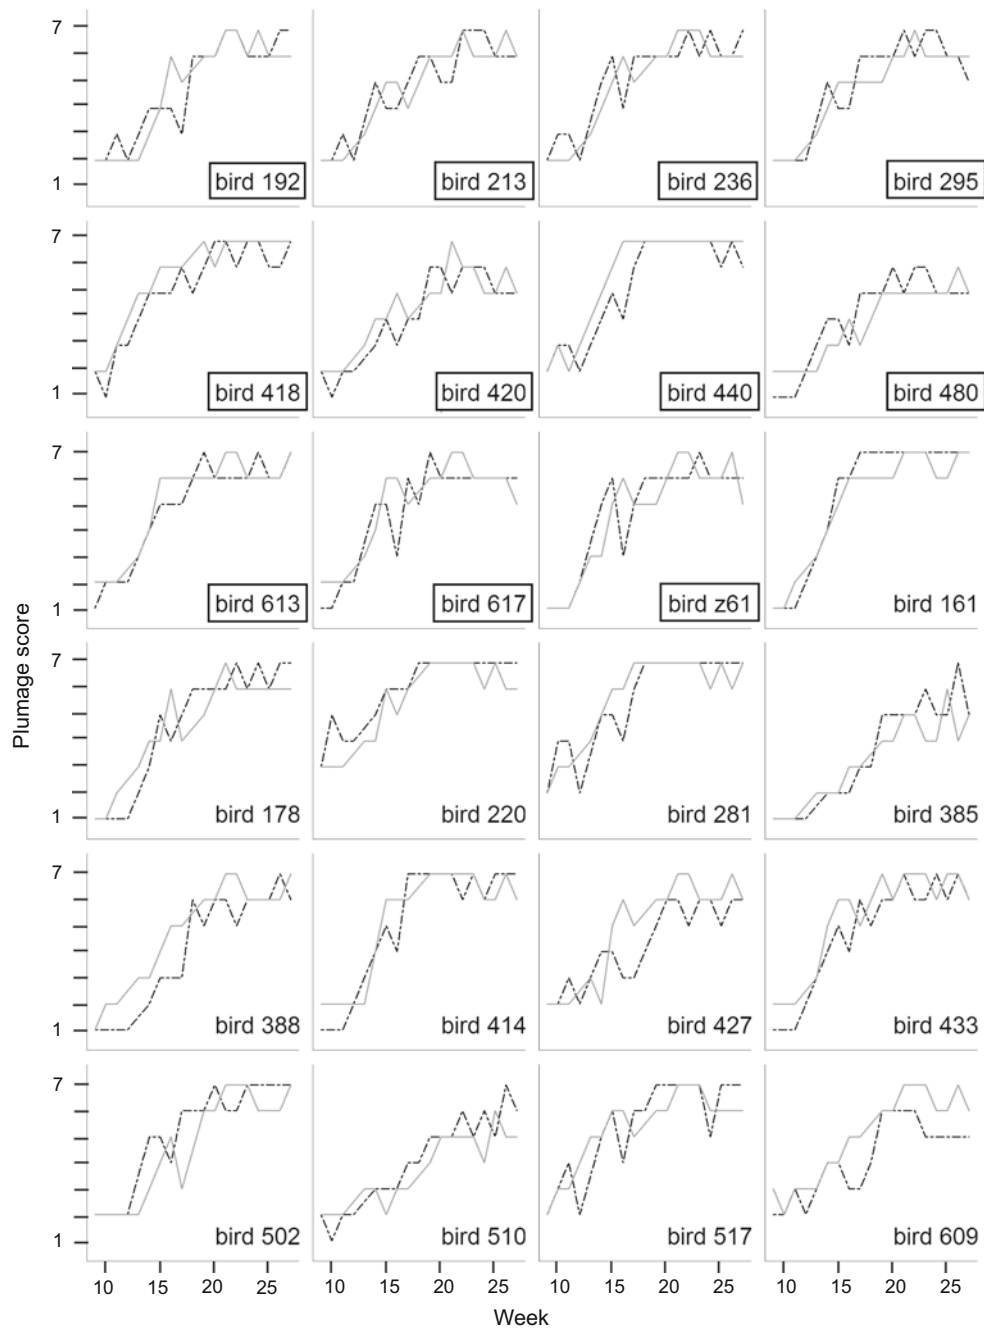 7
1
bird 192
bird 213
bird 236
bird 295
7
1
bird 418
bird 420
bird 440
bird 480
7
1
bird 613
bird 617
bird z61
bird 161
Plumage score
7
1
bird 178
bird 220
bird 281
bird 385
7
1
bird 388
bird 414
bird 427
bird 433
7
1
bird 502
bird 510
bird 517
bird 609
10 15 20 25
10 15 20 25
10 15 20 25
10 15 20 25
Week